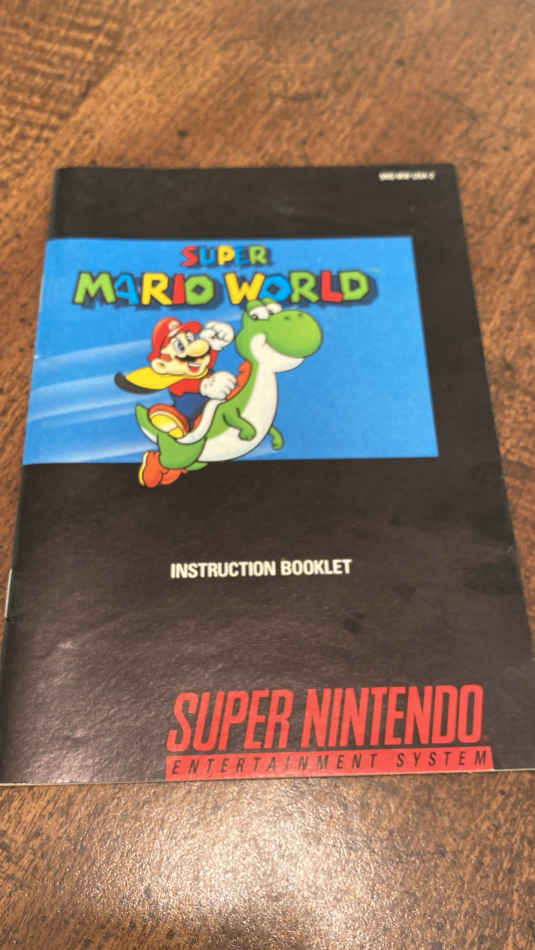 SUPER
MARIO WORLD
INSTRUCTION BOOKLET
SUPER NINTENDO
ENTERTAINMENT SYSTEM